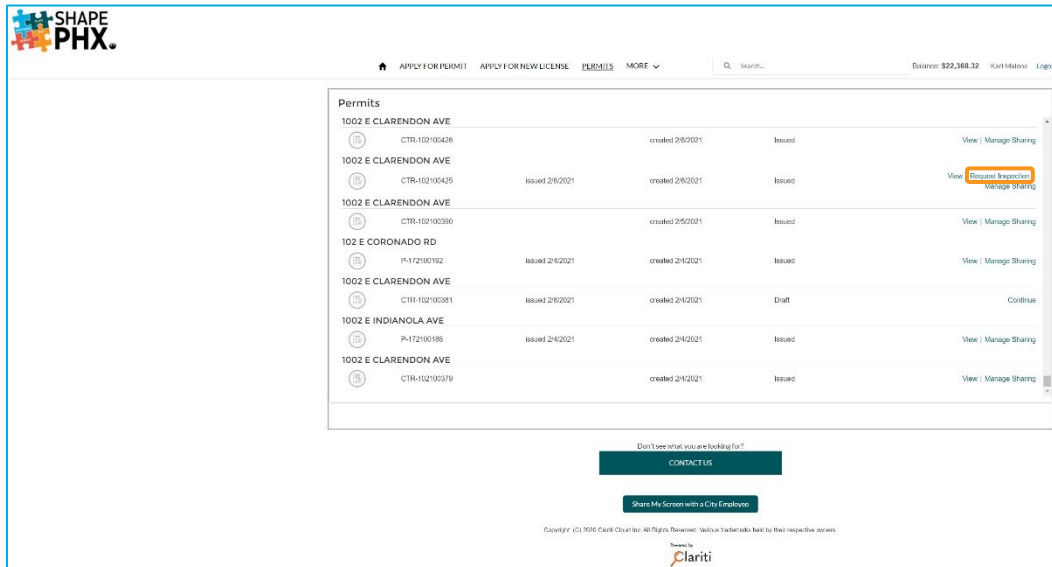 SHAPE
PHX.
APPLY FOR PERMIT APPLY FOR NEW LICENSE PERMITS MORE Search... Balance: $22,368.32 Karl Malone Logo
Permits
1002 E CLARENDON AVE
CTR-102100426 created 2/6/2021 Issued View | Manage Sharing
1002 E CLARENDON AVE
CTR-102100425 issued 2/6/2021 created 2/6/2021 Issued View Request Inspection
Manage Sharing
1002 E CLARENDON AVE
CTR-102100390 created 2/5/2021 Issued View | Manage Sharing
102 E CORONADO RD
P-172100192 issued 2/4/2021 created 2/4/2021 Issued View | Manage Sharing
1002 E CLARENDON AVE
CTR-102100381 issued 2/8/2021 created 2/4/2021 Draft Continue
1002 E INDIANOLA AVE
P-172100186 issued 2/4/2021 created 2/4/2021 Issued View | Manage Sharing
1002 E CLARENDON AVE
CTR-102100379 created 2/4/2021 Issued View | Manage Sharing
Don't see what you are looking for?
CONTACT US
Share My Screen with a City Employee
Copyright (C) 2020 Clariti Cloud Inc. All Rights Reserved. Various trademarks held by their respective owners.
Powered by
Clariti